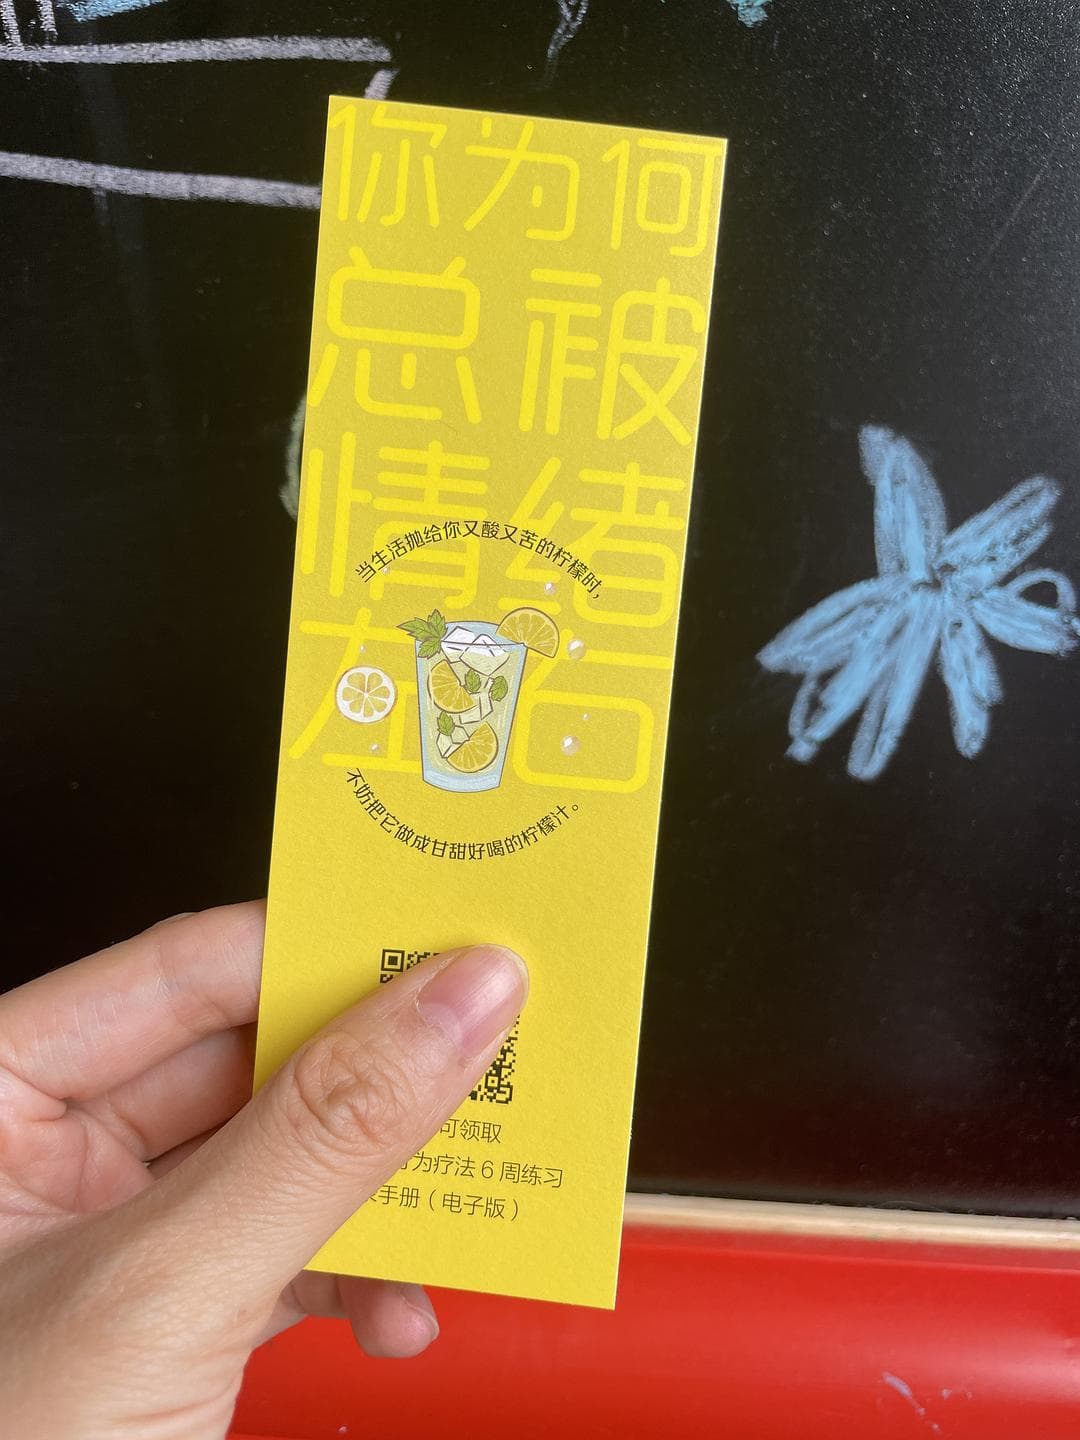 你为何
总被
情绪
左右
当生活抛给你又酸又苦的柠檬时，
不妨把它做成甘甜好喝的柠檬汁。
可领取
为疗法 6 周练习
手册（电子版）